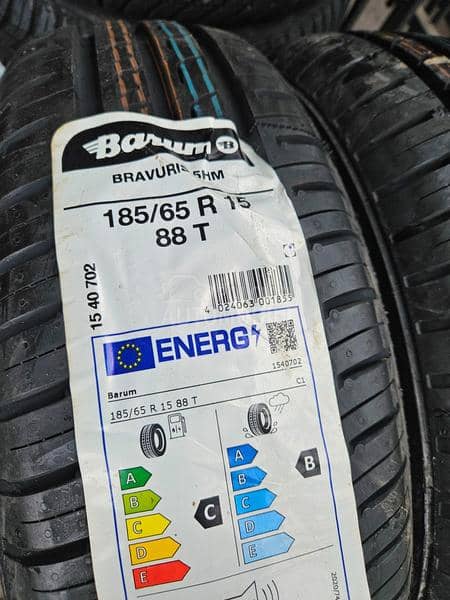 Barum
BRAVURIS 5HM
185/65 R 15
88 T
15 40 702
4 024063 001855
ENERG
1540702
Barum
C1
185/65 R 15 88 T
A
B
C
D
E
C
A
B
C
D
E
B